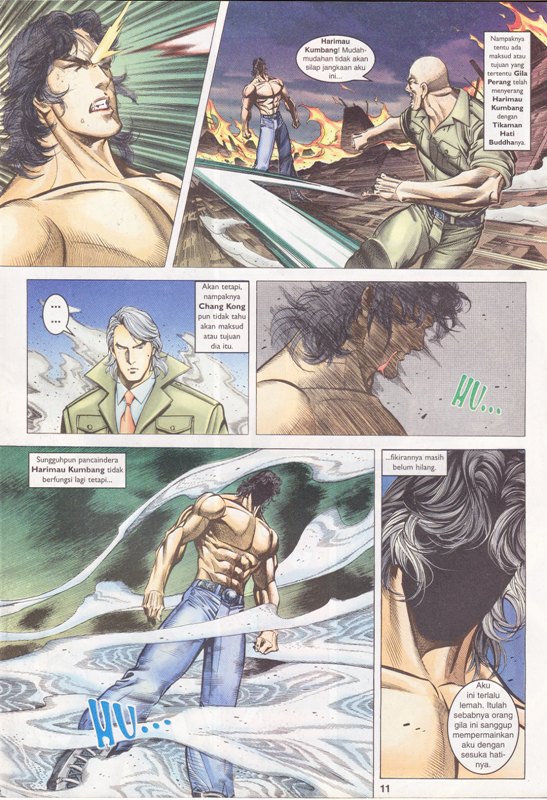 Harimau
Kumbang! Mudah-
mudahan tidak akan
silap jangkaan aku
ini...
Nampaknya
tentu ada
maksud atau
tujuan yang
tertentu Gila
Perang telah
menyerang
Harimau
Kumbang
dengan
Tikaman
Hati
Buddhanya.
...
...
Akan tetapi,
nampaknya
Chang Kong
pun tidak tahu
akan maksud
atau tujuan
dia itu.
HU...
Sungguhpun pancaindera
Harimau Kumbang tidak
berfungsi lagi tetapi...
HU...
...fikirannya masih
belum hilang.
Aku
ini terlalu
lemah. Itulah
sebabnya orang
gila ini sanggup
mempermainkan
aku dengan
sesuka hati-
nya.
11